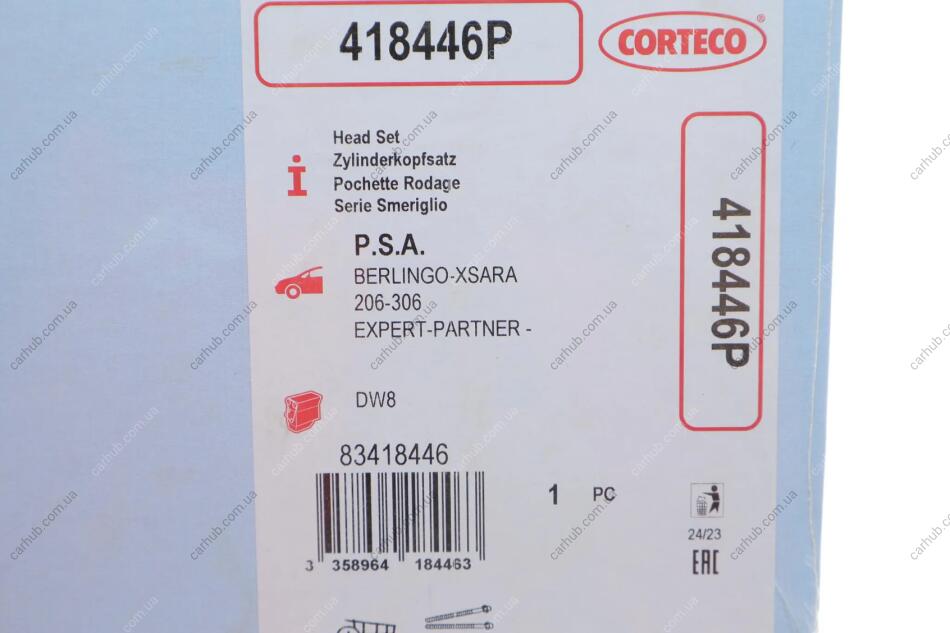 418446P
CORTECO®
Head Set
Zylinderkopfsatz
Pochette Rodage
Serie Smeriglio
P.S.A.
BERLINGO-XSARA
206-306
EXPERT-PARTNER -
DW8
83418446
3 358964 184463
1 PC
418446P
24/23
EAC
carhub.com.ua